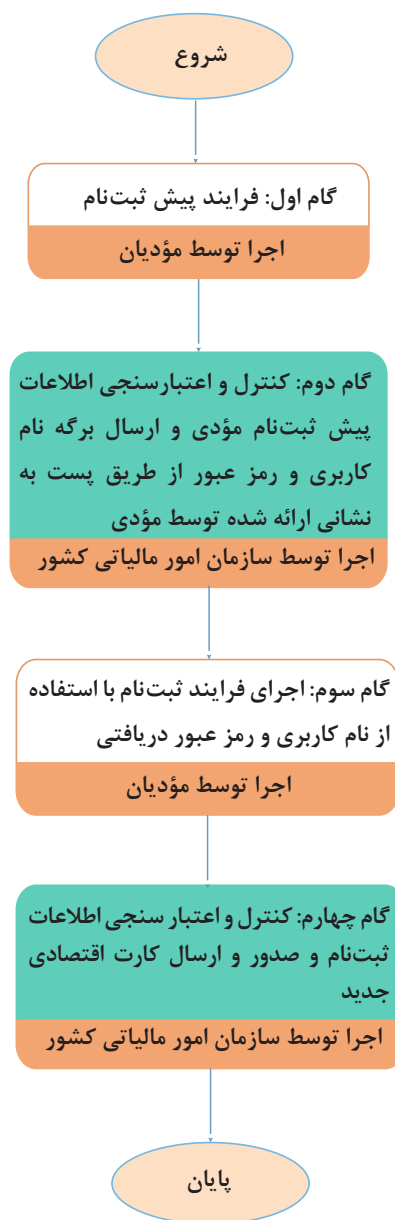 شروع
گام اول: فرایند پیش ثبت‌نام
اجرا توسط مؤدیان
گام دوم: کنترل و اعتبارسنجی اطلاعات
پیش ثبت‌نام مؤدی و ارسال برگه نام
کاربری و رمز عبور از طریق پست به
نشانی ارائه شده توسط مؤدی
اجرا توسط سازمان امور مالیاتی کشور
گام سوم: اجرای فرایند ثبت‌نام با استفاده
از نام کاربری و رمز عبور دریافتی
اجرا توسط مؤدیان
گام چهارم: کنترل و اعتبار سنجی اطلاعات
ثبت‌نام و صدور و ارسال کارت اقتصادی
جدید
اجرا توسط سازمان امور مالیاتی کشور
پایان